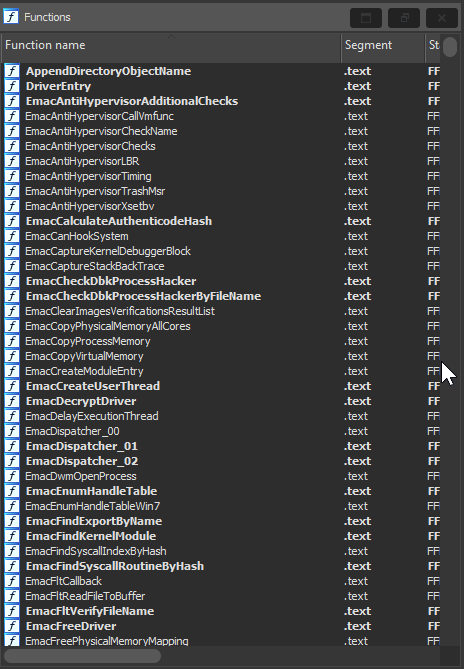 Functions
Function name Segment St
AppendDirectoryObjectName .text FF
DriverEntry .text FF
EmacAntiHypervisorAdditionalChecks .text FF
EmacAntiHypervisorCallVmfunc .text FF
EmacAntiHypervisorCheckName .text FF
EmacAntiHypervisorChecks .text FF
EmacAntiHypervisorLBR .text FF
EmacAntiHypervisorTiming .text FF
EmacAntiHypervisorTrashMsr .text FF
EmacAntiHypervisorXsetbv .text FF
EmacCalculateAuthenticodeHash .text FF
EmacCanHookSystem .text FF
EmacCaptureKernelDebuggerBlock .text FF
EmacCaptureStackBackTrace .text FF
EmacCheckDbkProcessHacker .text FF
EmacCheckDbkProcessHackerByFileName .text FF
EmacClearImagesVerificationsResultList .text FF
EmacCopyPhysicalMemoryAllCores .text FF
EmacCopyProcessMemory .text FF
EmacCopyVirtualMemory .text FF
EmacCreateModuleEntry .text FF
EmacCreateUserThread .text FF
EmacDecryptDriver .text FF
EmacDelayExecutionThread .text FF
EmacDispatcher_00 .text FF
EmacDispatcher_01 .text FF
EmacDispatcher_02 .text FF
EmacDwmOpenProcess .text FF
EmacEnumHandleTable .text FF
EmacEnumHandleTableWin7 .text FF
EmacFindExportByName .text FF
EmacFindKernelModule .text FF
EmacFindSyscallIndexByHash .text FF
EmacFindSyscallRoutineByHash .text FF
EmacFltCallback .text FF
EmacFltReadFileToBuffer .text FF
EmacFltVerifyFileName .text FF
EmacFreeDriver .text FF
EmacFreePhysicalMemoryMapping .text FF